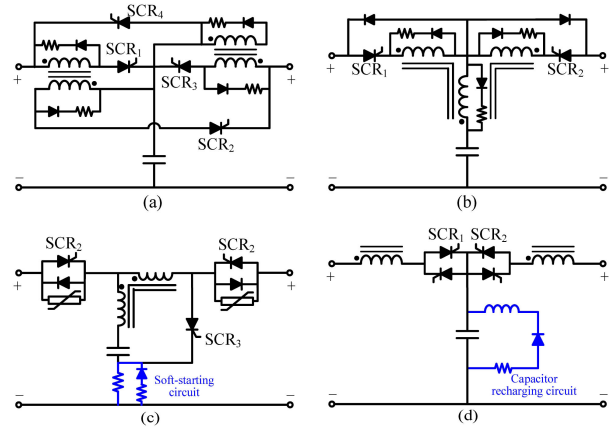 SCR4
SCR1
SCR3
SCR2
+
+
−
−
(a)
SCR1
SCR2
+
+
−
−
(b)
SCR2
SCR2
+
+
SCR3
Soft-starting
circuit
−
−
(c)
SCR1
SCR2
+
+
Capacitor
recharging circuit
−
−
(d)